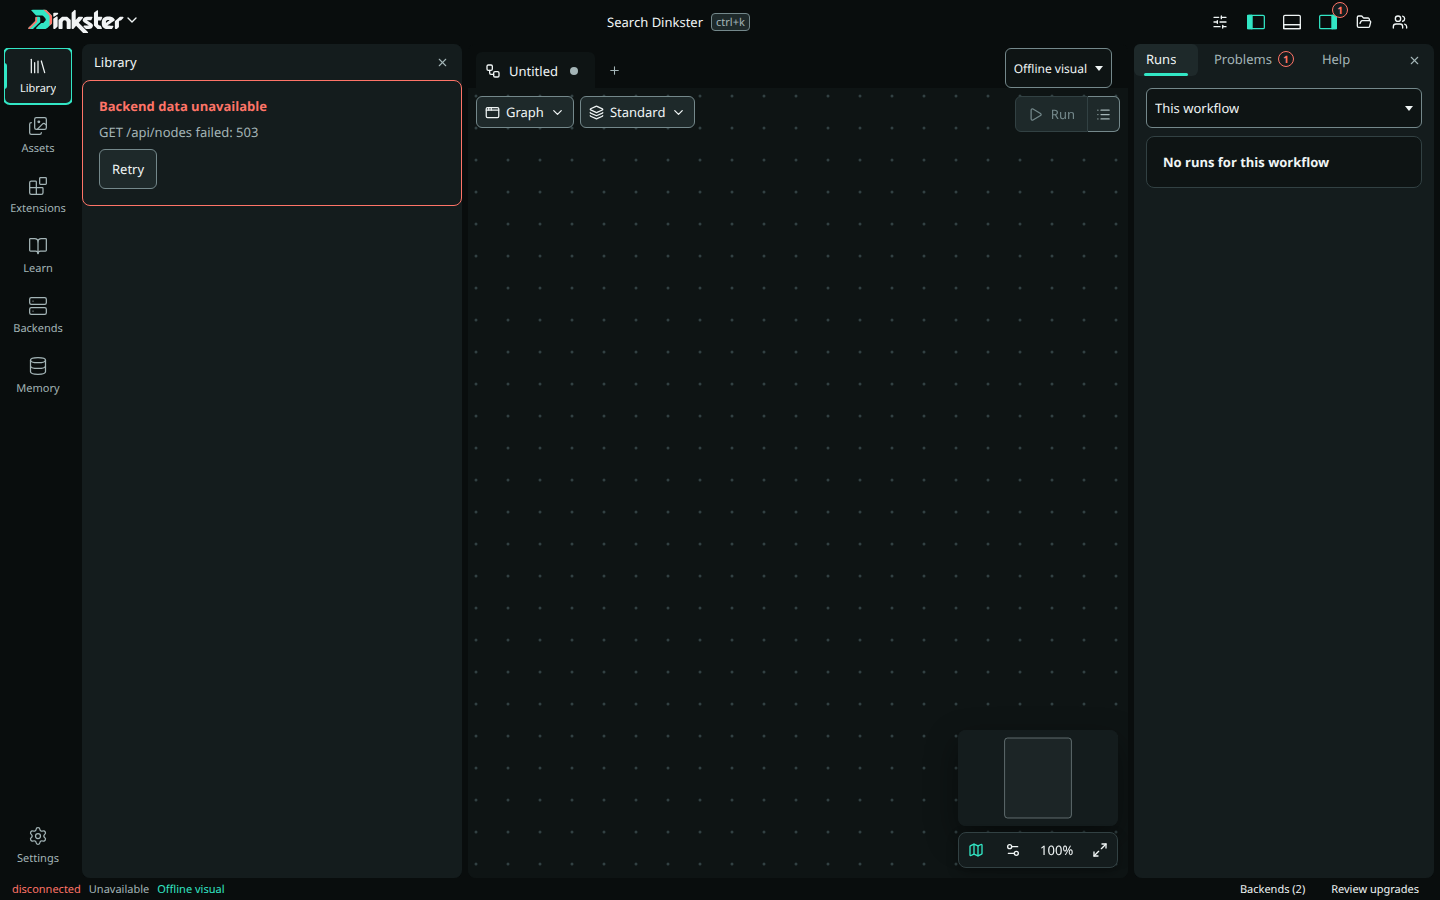 Dinkster
Search Dinkster ctrl+k
1
Library
Assets
Extensions
Learn
Backends
Memory
Settings
Library
Backend data unavailable
GET /api/nodes failed: 503
Retry
Untitled
Offline visual
Graph
Standard
Run
100%
Runs
Problems 1
Help
This workflow
No runs for this workflow
disconnected Unavailable Offline visual
Backends (2) Review upgrades